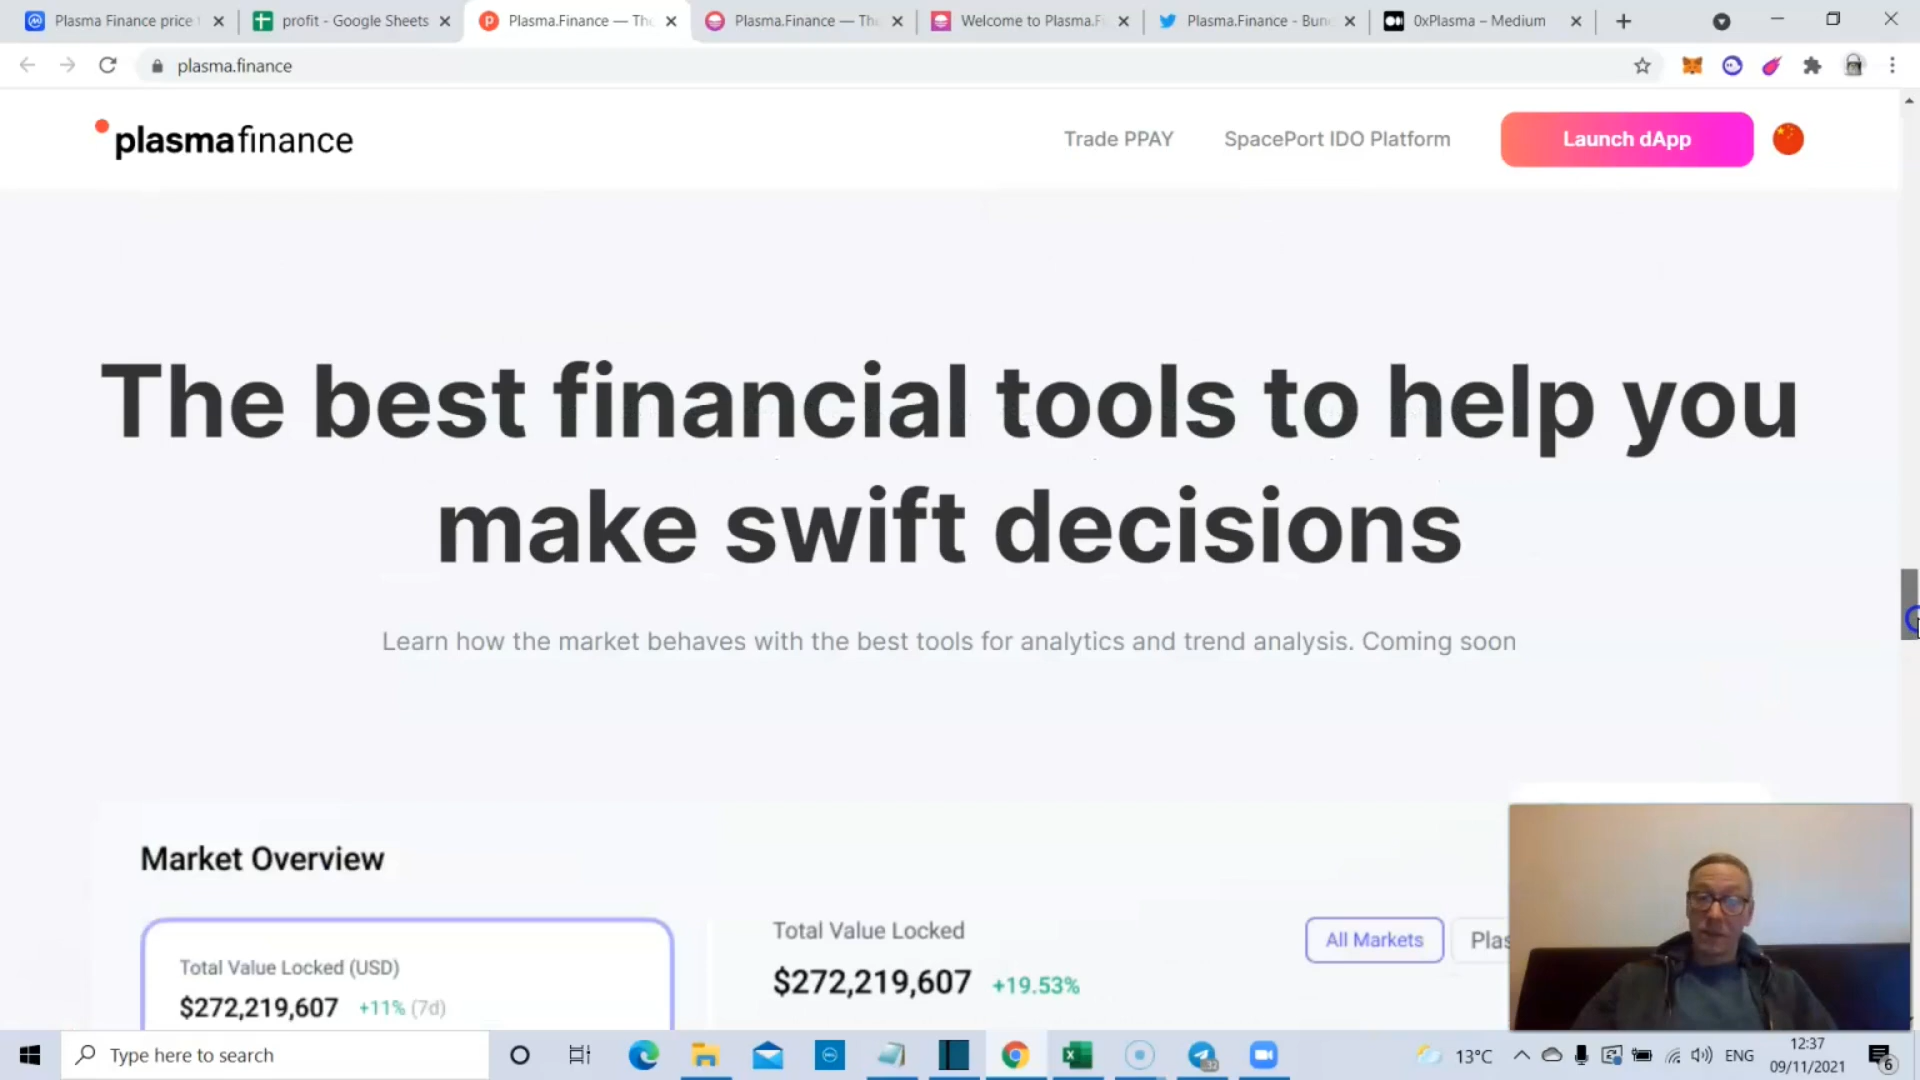 Plasma Finance price
profit - Google Sheets
Plasma.Finance — Th
Plasma.Finance — Th
Welcome to Plasma.F
Plasma.Finance - Bun
0xPlasma – Medium
plasma.finance
plasmafinance
Trade PPAY
SpacePort IDO Platform
Launch dApp
The best financial tools to help you
make swift decisions
Learn how the market behaves with the best tools for analytics and trend analysis. Coming soon
Market Overview
Total Value Locked (USD)
$272,219,607 +11% (7d)
Total Value Locked
$272,219,607 +19.53%
All Markets
Plas
Type here to search
13°C
ENG
12:37
09/11/2021
6